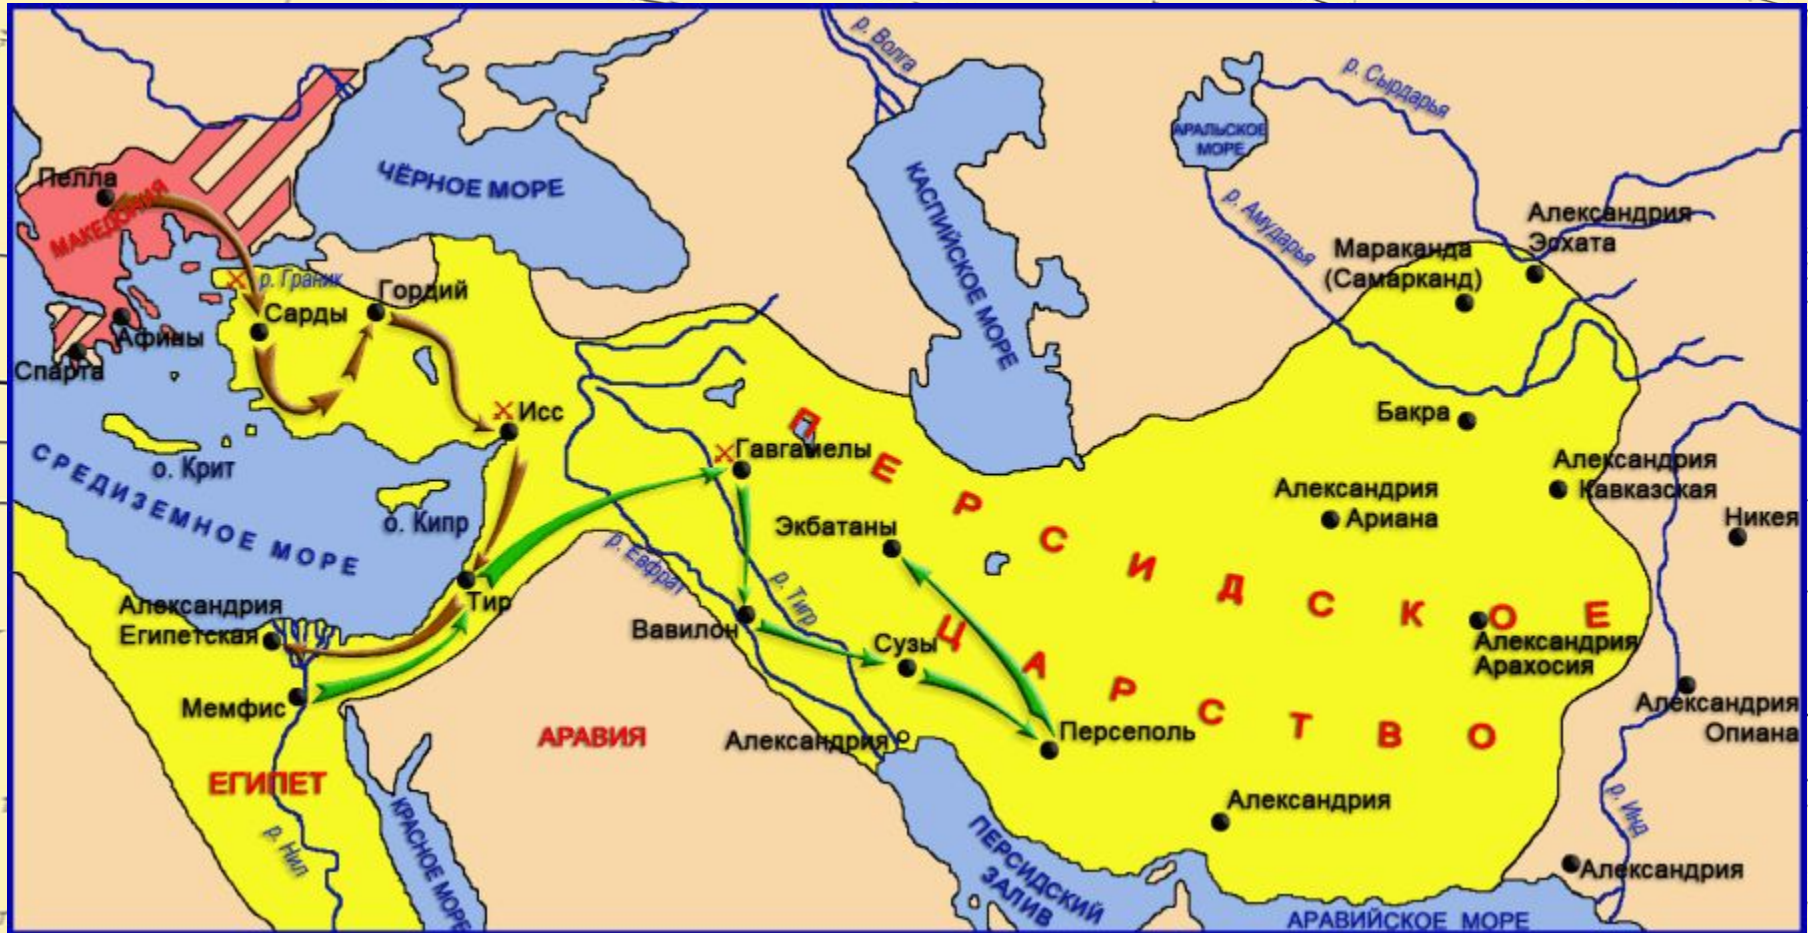 р. Волга
р. Сырдарья
АРАЛЬСКОЕ
МОРЕ
Пелла
МАКЕДОНИЯ
ЧЁРНОЕ МОРЕ
КАСПИЙСКОЕ МОРЕ
р. Амударья
Александрия
Эсхата
Мараканда
(Самарканд)
р. Граник
Гордий
Сарды
Афины
Спарта
Исс
Бакра
о. Крит
СРЕДИЗЕМНОЕ МОРЕ
о. Кипр
Гавгамелы
ПЕРСИДСКОЕ
ЦАРСТВО
Александрия
Кавказская
Александрия
Ариана
Никея
Экбатаны
р. Евфрат
р. Тигр
Тир
Александрия
Египетская
Вавилон
Сузы
Александрия
Арахосия
Мемфис
Александрия
Опиана
АРАВИЯ
Александрия
Персеполь
ЕГИПЕТ
р. Нил
КРАСНОЕ МОРЕ
Александрия
р. Инд
ПЕРСИДСКИЙ
ЗАЛИВ
Александрия
АРАВИЙСКОЕ МОРЕ